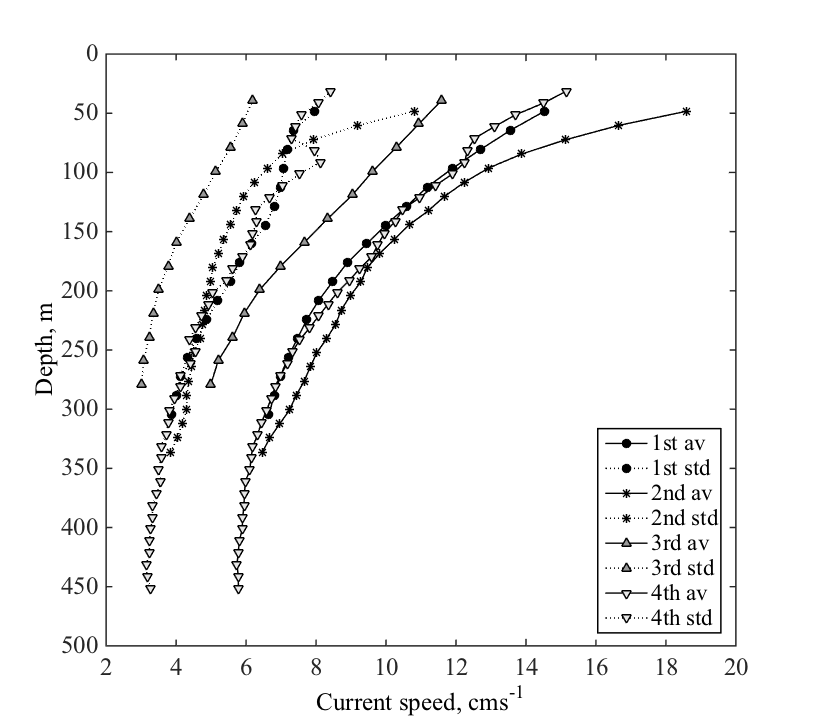 0
50
100
150
200
250
300
350
400
450
500
2 4 6 8 10 12 14 16 18 20
Depth, m
Current speed, cms-1
1st av
1st std
2nd av
2nd std
3rd av
3rd std
4th av
4th std